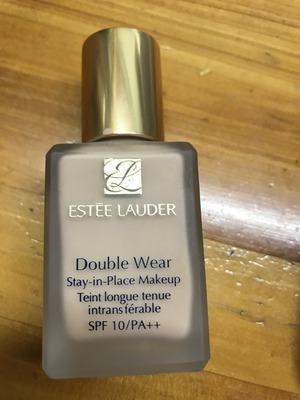 ESTĒE LAUDER
Double Wear
Stay-in-Place Makeup
Teint longue tenue
intransférable
SPF 10/PA++